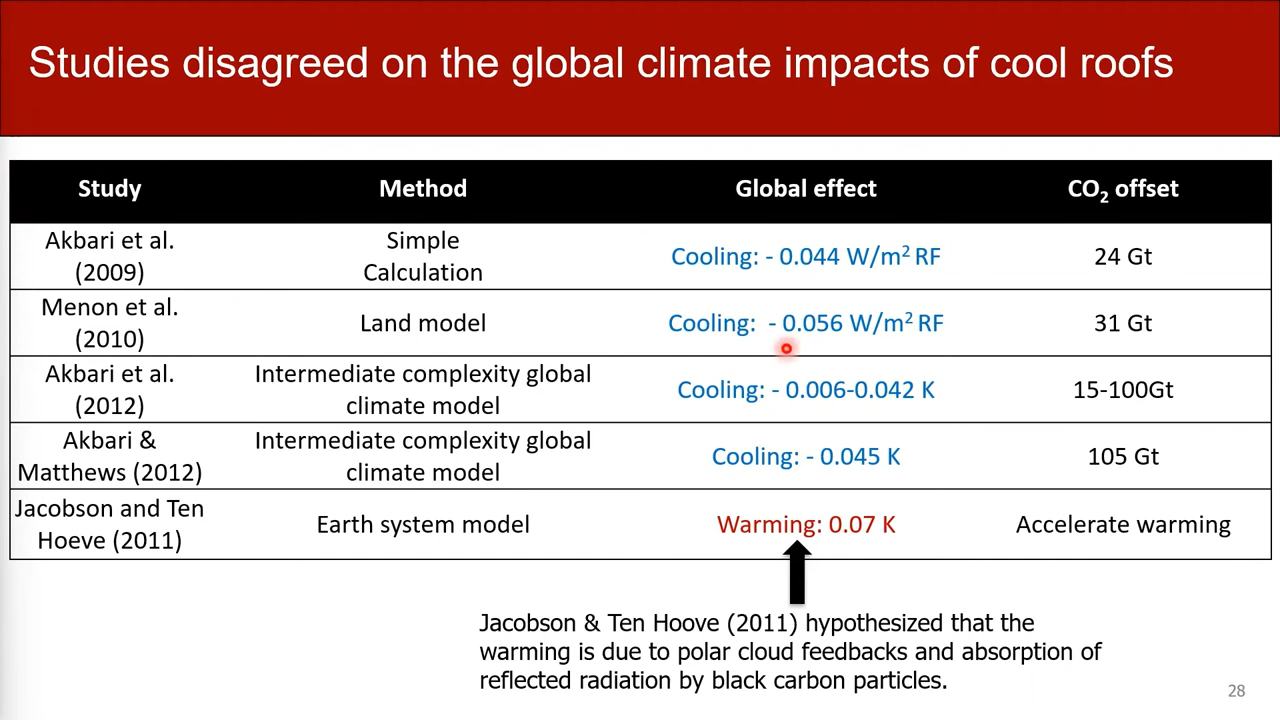 Studies disagreed on the global climate impacts of cool roofs
Study Method Global effect CO₂ offset
Akbari et al. (2009) Simple Calculation Cooling: - 0.044 W/m² RF 24 Gt
Menon et al. (2010) Land model Cooling: - 0.056 W/m² RF 31 Gt
Akbari et al. (2012) Intermediate complexity global climate model Cooling: - 0.006-0.042 K 15-100Gt
Akbari & Matthews (2012) Intermediate complexity global climate model Cooling: - 0.045 K 105 Gt
Jacobson and Ten Hoeve (2011) Earth system model Warming: 0.07 K Accelerate warming
Jacobson & Ten Hoove (2011) hypothesized that the
warming is due to polar cloud feedbacks and absorption of
reflected radiation by black carbon particles.
28